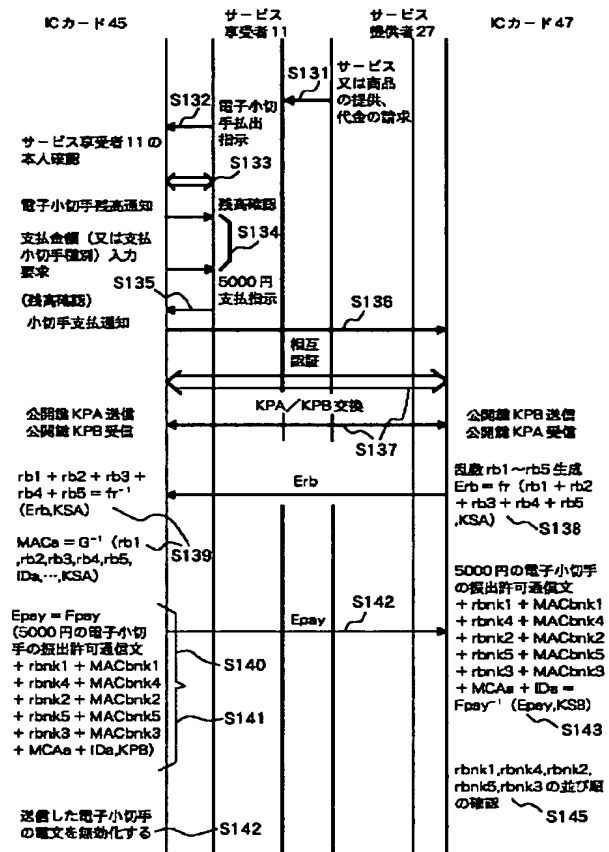 ICカード45
サービス
享受者11
サービス
提供者27
ICカード47
S131
サービス
又は商品
の提供、
代金の請求
S132
電子小切
手払出
指示
サービス享受者11の
本人確認
S133
電子小切手残高通知
残高確認
支払金額(又は支払
小切手種別)入力
要求
S134
S135
5000円
支払指示
(残高確認)
小切手支払通知
S136
相互
認証
KPA/KPB交換
公開鍵KPA送信
公開鍵KPB受信
S137
公開鍵KPB送信
公開鍵KPA受信
rb1+rb2+rb3+
rb4+rb5=fr⁻¹
(Erb,KSA)
Erb
乱数rb1~rb5生成
Erb=fr(rb1+rb2
+rb3+rb4+rb5
,KSA)
S138
MACa=G⁻¹(rb1
,rb2,rb3,rb4,rb5,
IDa,…,KSA)
S139
5000円の電子小切手
の振出許可通信文
+rbnk1+MACbnk1
+rbnk4+MACbnk4
+rbnk2+MACbnk2
+rbnk5+MACbnk5
+rbnk3+MACbnk3
+MCAa+IDa=
Fpay⁻¹(Epay,KSB)
S143
Epay=Fpay
(5000円の電子小切
手の振出許可通信文
+rbnk1+MACbnk1
+rbnk4+MACbnk4
+rbnk2+MACbnk2
+rbnk5+MACbnk5
+rbnk3+MACbnk3
+MCAa+IDa,KPB)
Epay
S142
S140
S141
rbnk1,rbnk4,rbnk2,
rbnk5,rbnk3の並び順
の確認
S145
送信した電子小切手
の電文を無効化する
S142